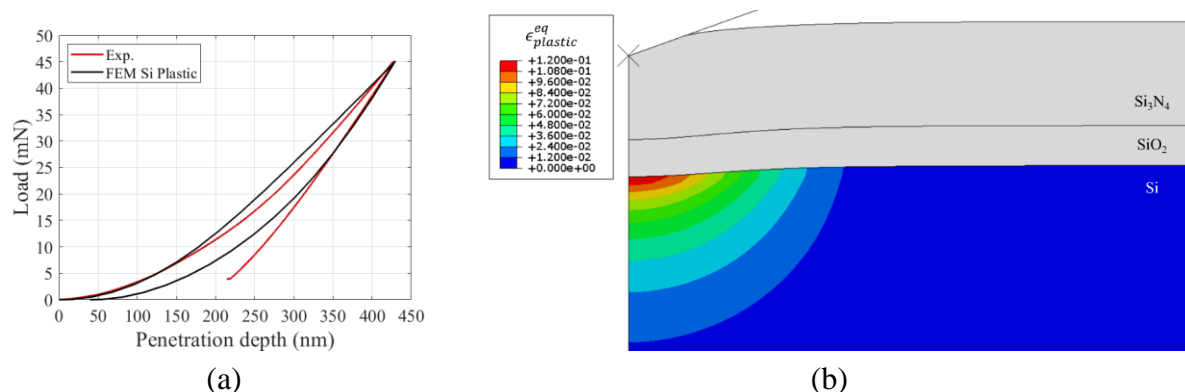 50
45
40
35
30
25
20
15
10
5
0
Load (mN)
Exp.
FEM Si Plastic
0 50 100 150 200 250 300 350 400 450
Penetration depth (nm)
(a)
ϵ^{eq}_{plastic}
+1.200e-01
+1.080e-01
+9.600e-02
+8.400e-02
+7.200e-02
+6.000e-02
+4.800e-02
+3.600e-02
+2.400e-02
+1.200e-02
+0.000e+00
Si₃N₄
SiO₂
Si
(b)